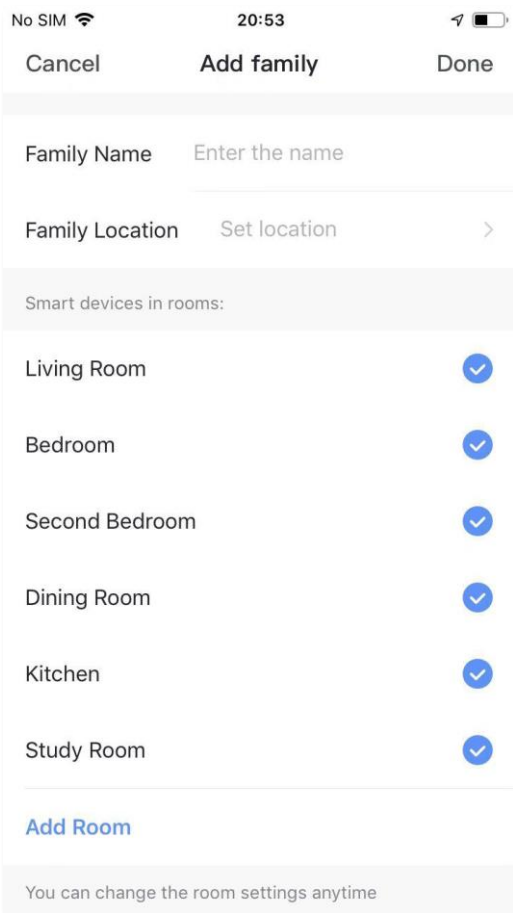 No SIM 20:53
Cancel Add family Done
Family Name Enter the name
Family Location Set location
Smart devices in rooms:
Living Room
Bedroom
Second Bedroom
Dining Room
Kitchen
Study Room
Add Room
You can change the room settings anytime